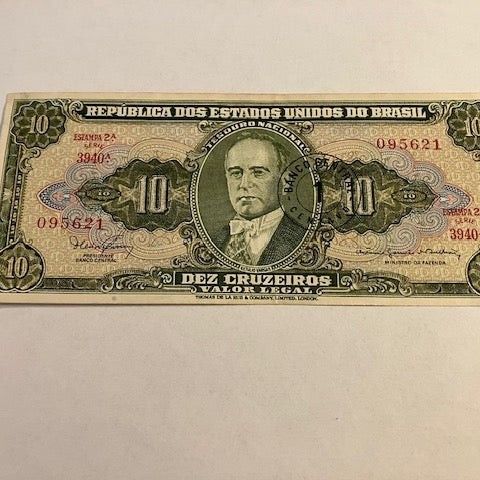 REPÚBLICA DOS ESTADOS UNIDOS DO BRASIL
10
10
ESTAMPA 2ª
SÉRIE
3940ª
TESOURO NACIONAL
095621
10
10
BANCO CENTRAL
CENTAVO
095621
ESTAMPA 2ª
SÉRIE
3940
PRESIDENTE
BANCO CENTRAL
MINISTRO DA FAZENDA
10
DEZ CRUZEIROS
VALOR LEGAL
THOMAS DE LA RUE & COMPANY, LIMITED, LONDON.